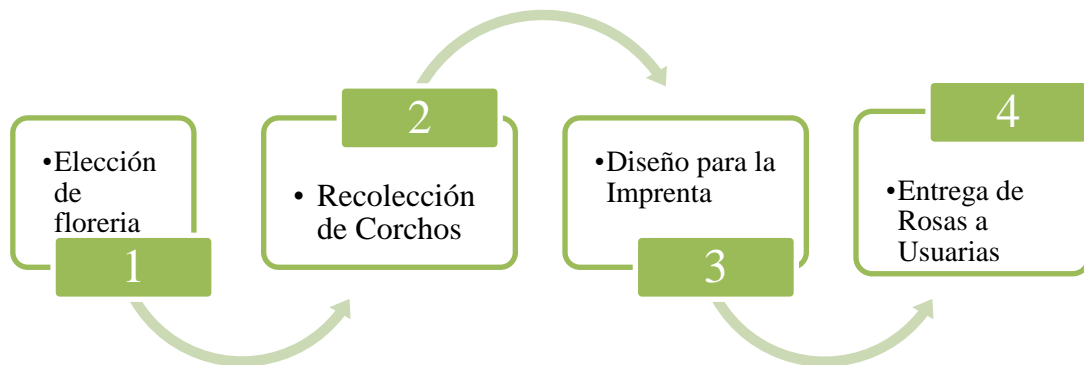 •Elección
de
floreria
1
2
• Recolección
de Corchos
•Diseño para la
Imprenta
3
4
•Entrega de
Rosas a
Usuarias